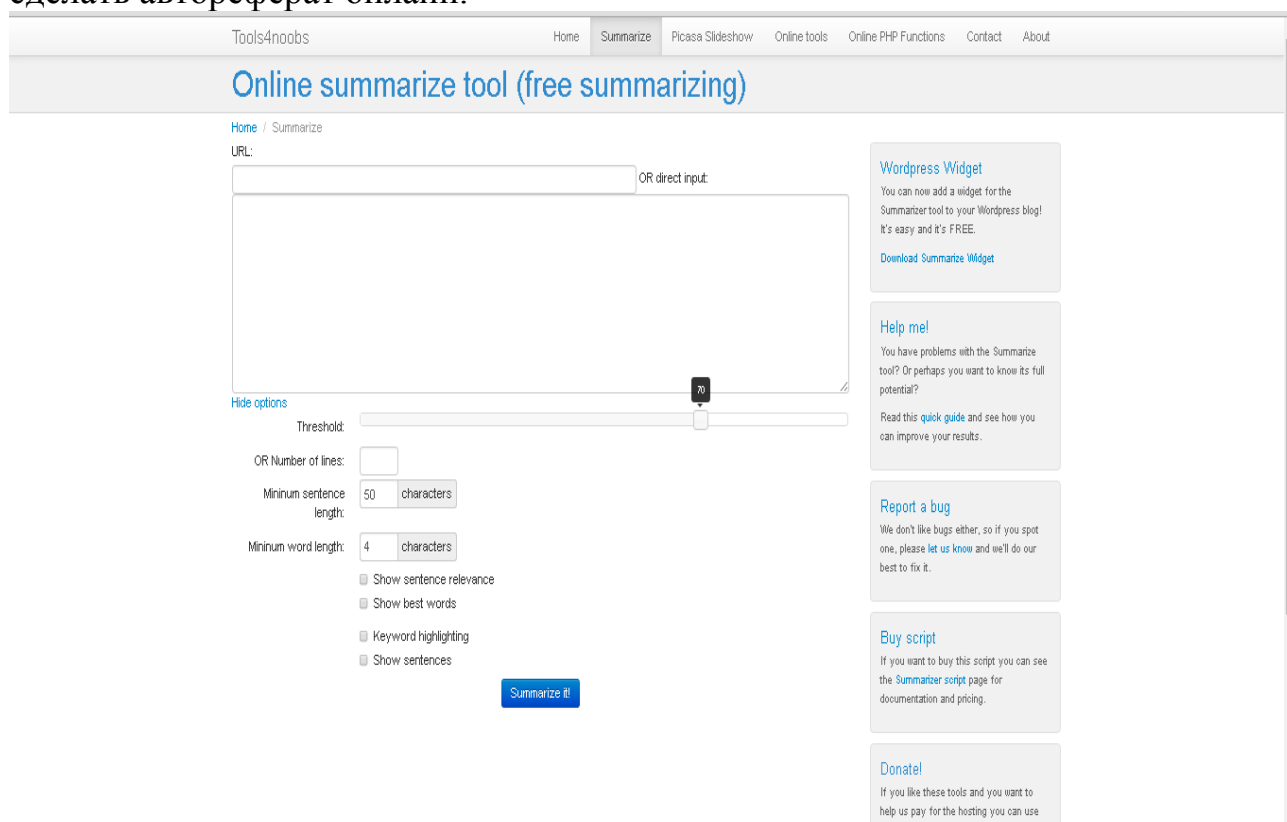 сделать автореферат онлайн.
Tools4noobs Home Summarize Picasa Slideshow Online tools Online PHP Functions Contact About
Online summarize tool (free summarizing)
Home / Summarize
URL:
OR direct input:
Hide options
70
Threshold:
OR Number of lines:
Mininum sentence length: 50 characters
Mininum word length: 4 characters
Show sentence relevance
Show best words
Keyword highlighting
Show sentences
Summarize it!
Wordpress Widget
You can now add a widget for the
Summarizer tool to your Wordpress blog!
It's easy and it's FREE.
Download Summarize Widget
Help me!
You have problems with the Summarize
tool? Or perhaps you want to know its full
potential?
Read this quick guide and see how you
can improve your results.
Report a bug
We don't like bugs either, so if you spot
one, please let us know and we'll do our
best to fix it.
Buy script
If you want to buy this script you can see
the Summarizer script page for
documentation and pricing.
Donate!
If you like these tools and you want to
help us pay for the hosting you can use